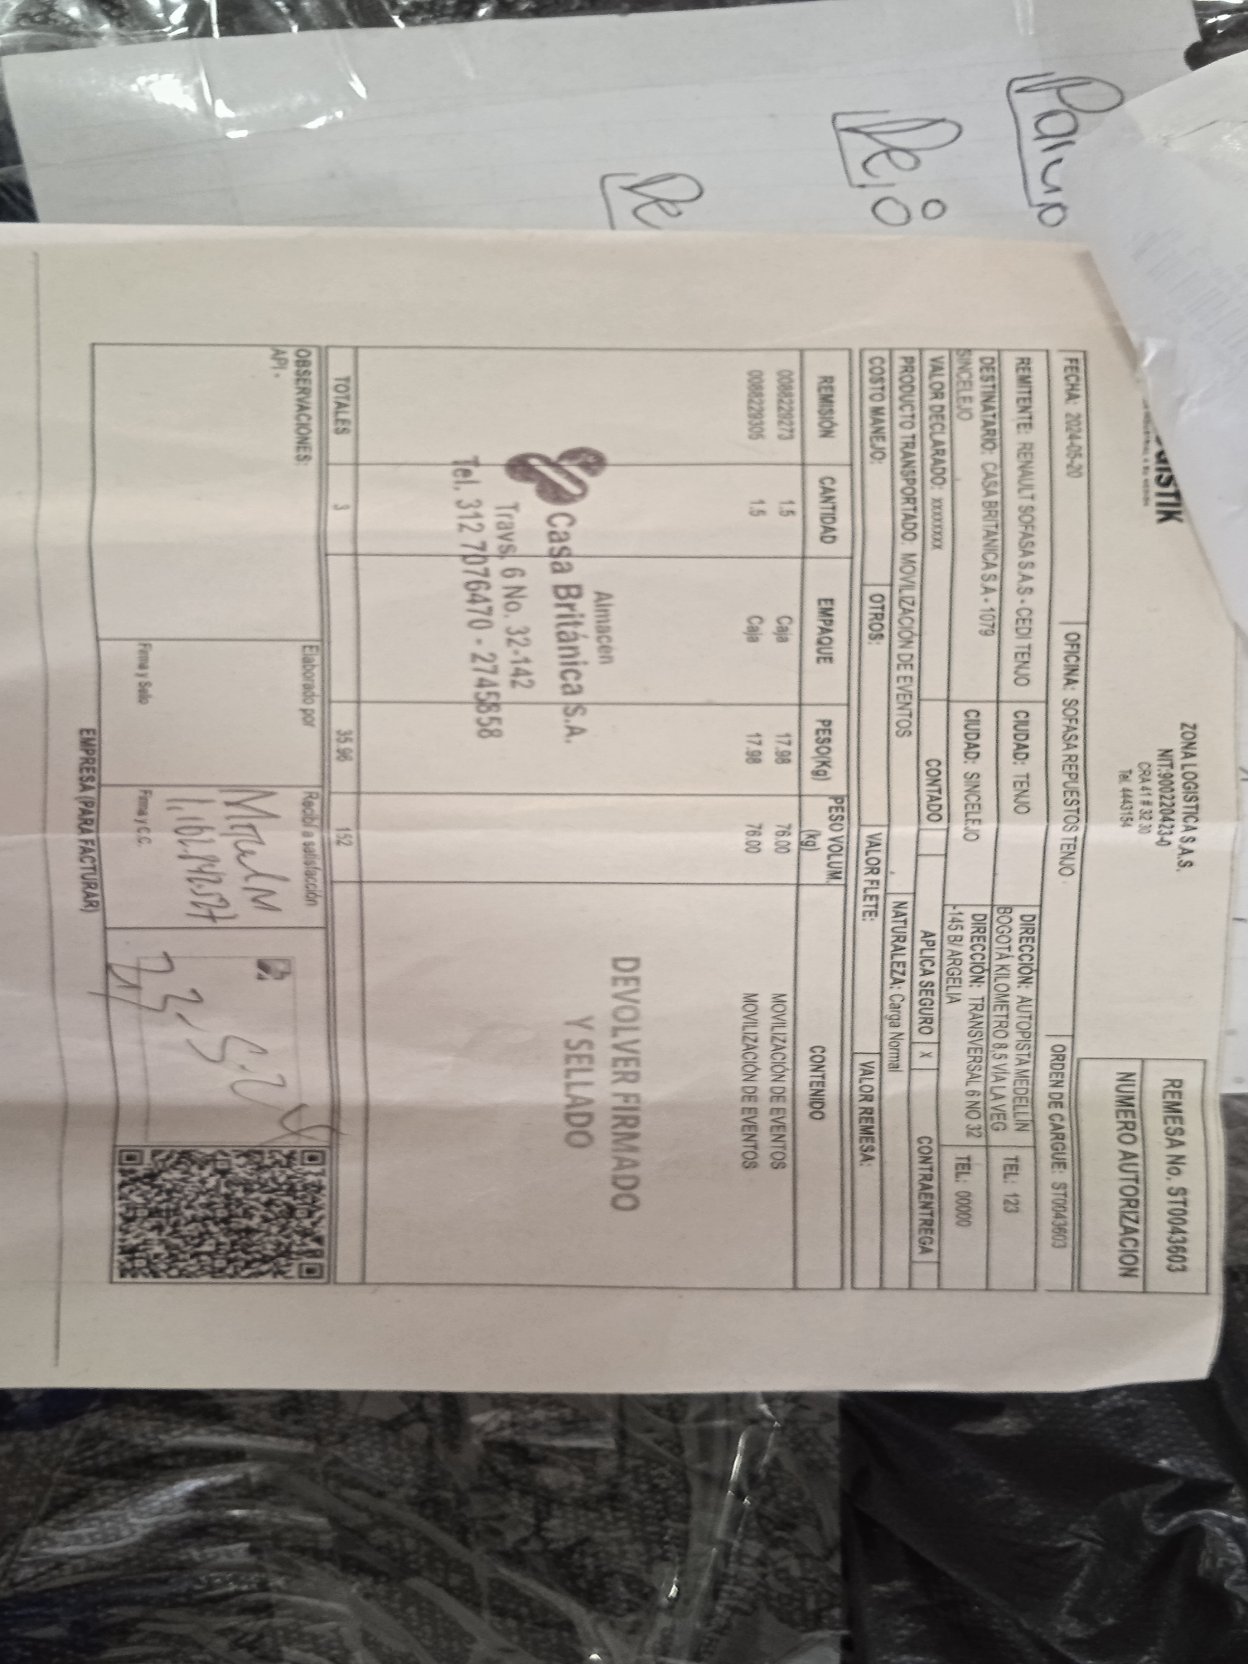 OGISTIK
ZONA LOGISTICA S.A.S.
NIT:900220423-0
CRA 41 # 32 30
Tel. 4443154
REMESA No. ST0043603
NUMERO AUTORIZACION
FECHA: 2024-05-20 OFICINA: SOFASA REPUESTOS TENJO ORDEN DE CARGUE: ST0043603
REMITENTE: RENAULT SOFASA S.A.S - CEDI TENJO CIUDAD: TENJO DIRECCIÓN: AUTOPISTA MEDELLIN BOGOTÁ KILOMETRO 8,5 VÍA LA VEG TEL: 123
DESTINATARIO: CASA BRITANICA S.A - 1079 SINCELEJO CIUDAD: SINCELEJO DIRECCIÓN: TRANSVERSAL 6 NO 32 -145 B/ ARGELIA TEL: 00000
VALOR DECLARADO: xxxxxxxx CONTADO APLICA SEGURO X CONTRAENTREGA
PRODUCTO TRANSPORTADO: MOVILIZACIÓN DE EVENTOS NATURALEZA: Carga Normal
COSTO MANEJO: OTROS: VALOR FLETE: VALOR REMESA:
REMISIÓN CANTIDAD EMPAQUE PESO(Kg) PESO VOLUM. (kg) CONTENIDO
0088229273 1.5 Caja 17.98 76.00 MOVILIZACIÓN DE EVENTOS
0088229305 1.5 Caja 17.98 76.00 MOVILIZACIÓN DE EVENTOS
DEVOLVER FIRMADO
Y SELLADO
Almacen
Casa Británica S.A.
Travs. 6 No. 32-142
Tel. 312 7076470 - 2745858
TOTALES 3 35.96 152
OBSERVACIONES:
API -
Elaborado por
Firma y Sello
Recibí a satisfacción
Firma y C.C.
EMPRESA (PARA FACTURAR)
De